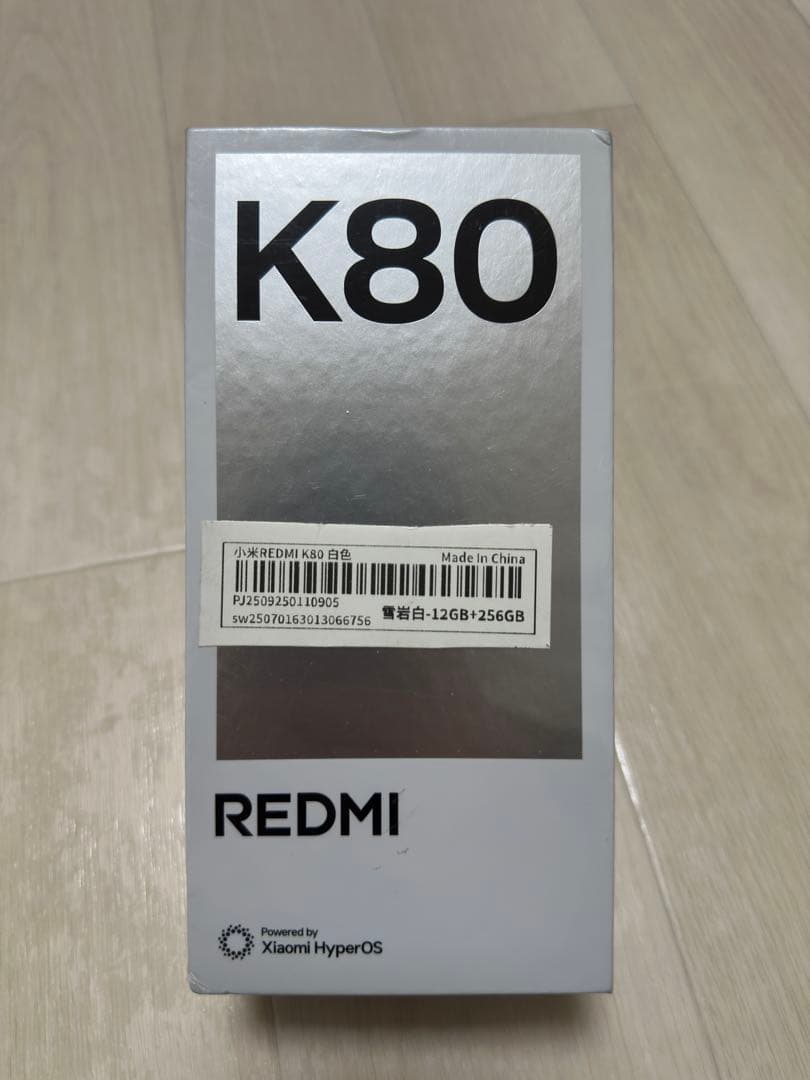 K80
小米REDMI K80 白色
Made In China
PJ2509250110905
sw25070163013066756
雪岩白-12GB+256GB
REDMI
Powered by
Xiaomi HyperOS